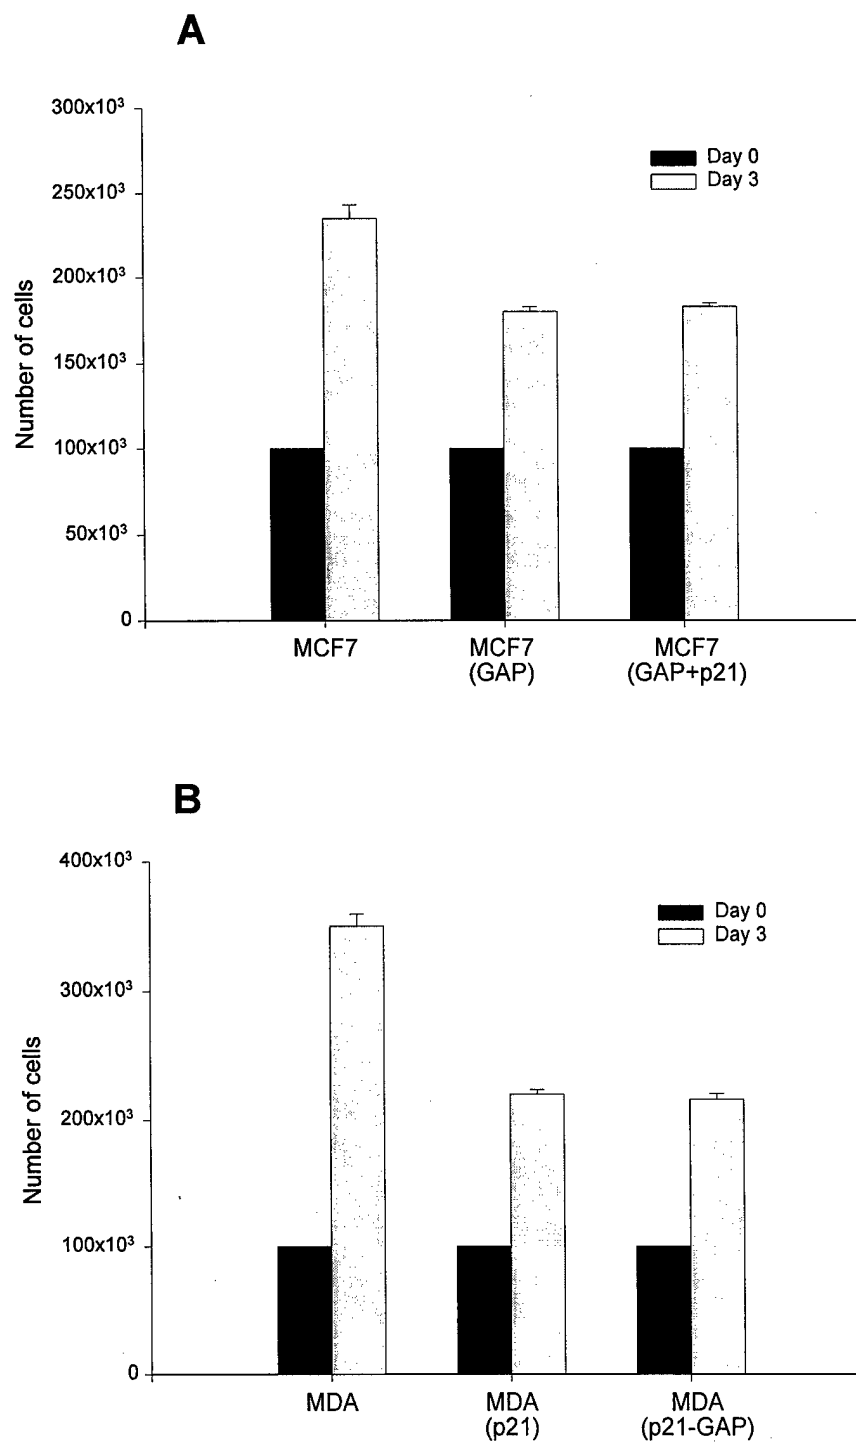 A
300x10³
250x10³
200x10³
150x10³
100x10³
50x10³
0
Number of cells
Day 0
Day 3
MCF7
MCF7
(GAP)
MCF7
(GAP+p21)
B
400x10³
300x10³
200x10³
100x10³
0
Number of cells
Day 0
Day 3
MDA
MDA
(p21)
MDA
(p21-GAP)